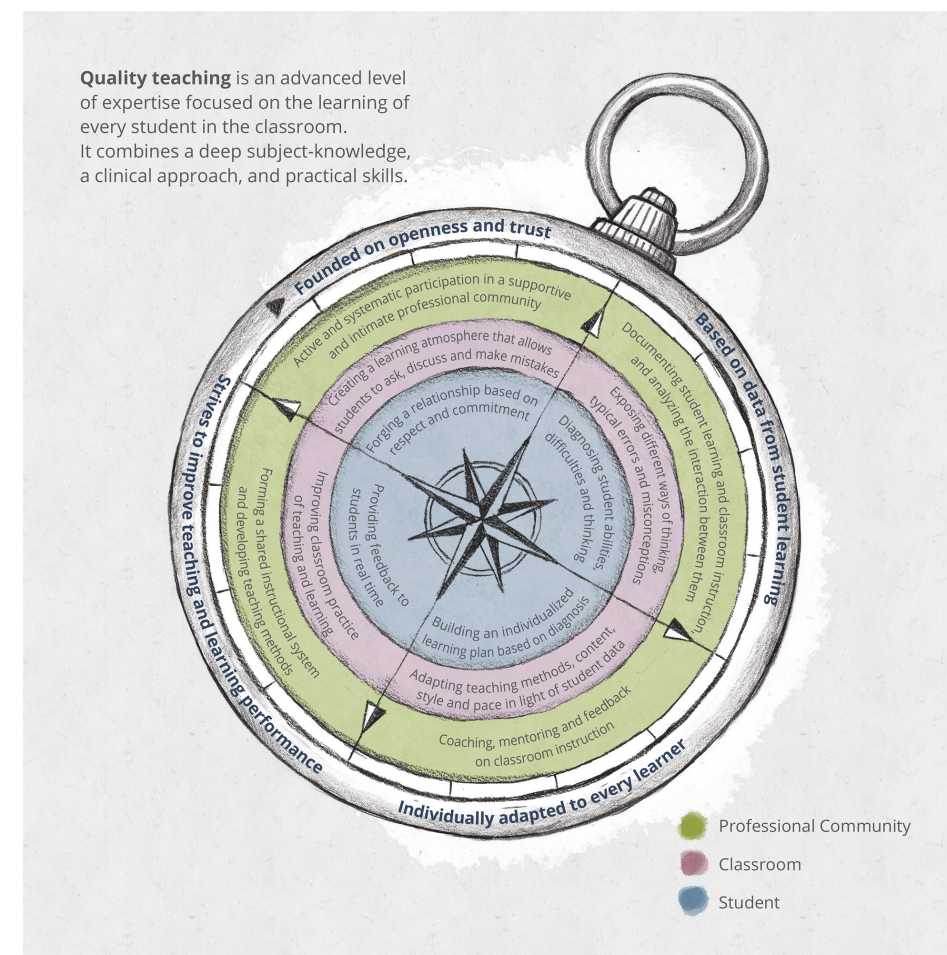 Quality teaching is an advanced level
of expertise focused on the learning of
every student in the classroom.
It combines a deep subject-knowledge,
a clinical approach, and practical skills.
Founded on openness and trust
Active and systematic participation in a supportive
and intimate professional community
Creating a learning atmosphere that allows
students to ask, discuss and make mistakes
Forging a relationship based on
respect and commitment
Based on data from student learning
Documenting student learning and classroom instruction,
and analyzing the interaction between them
Exposing different ways of thinking
typical errors and misconceptions
Diagnosing student abilities,
difficulties and thinking
Individually adapted to every learner
Coaching, mentoring and feedback
on classroom instruction
Adapting teaching methods, content,
style and pace in light of student data
Building an individualized
learning plan based on diagnosis
Strives to improve teaching and learning performance
Forming a shared instructional system
and developing teaching methods
Improving classroom practice
of teaching and learning
Providing feedback to
students in real time
Professional Community
Classroom
Student